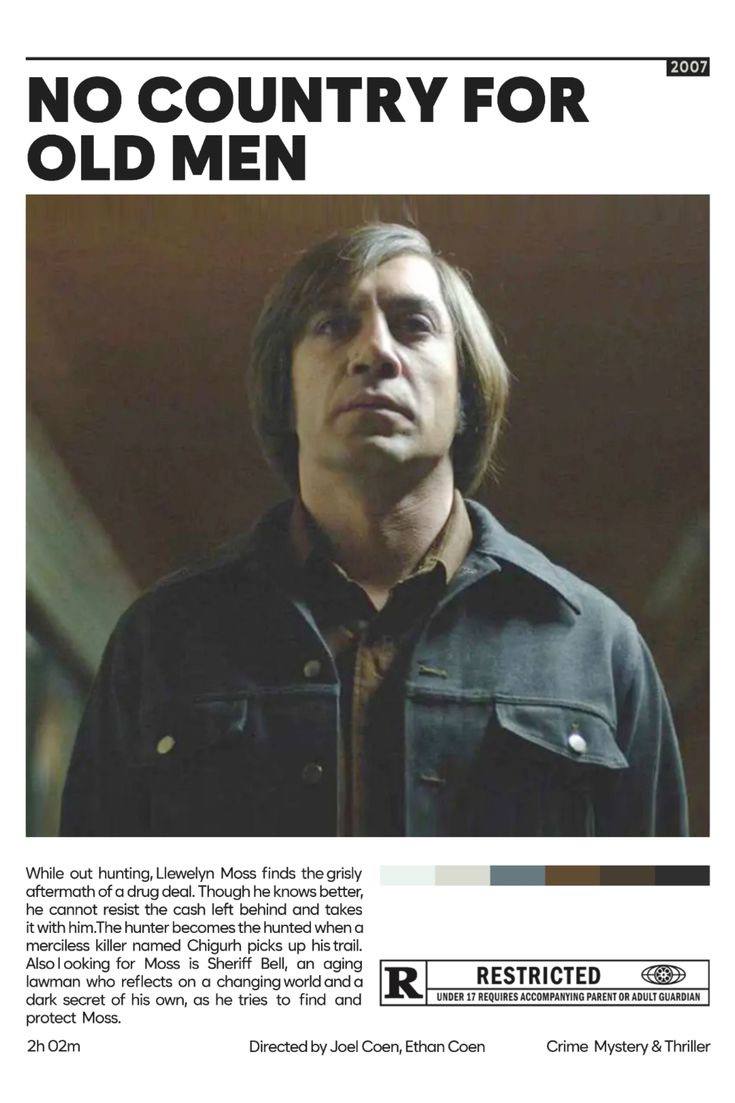 2007
NO COUNTRY FOR
OLD MEN
While out hunting, Llewelyn Moss finds the grisly
aftermath of a drug deal. Though he knows better,
he cannot resist the cash left behind and takes
it with him.The hunter becomes the hunted when a
merciless killer named Chigurh picks up his trail.
Also l ooking for Moss is Sheriff Bell, an aging
lawman who reflects on a changing world and a
dark secret of his own, as he tries to find and
protect Moss.
R
RESTRICTED
UNDER 17 REQUIRES ACCOMPANYING PARENT OR ADULT GUARDIAN
2h 02m
Directed by Joel Coen, Ethan Coen
Crime Mystery & Thriller